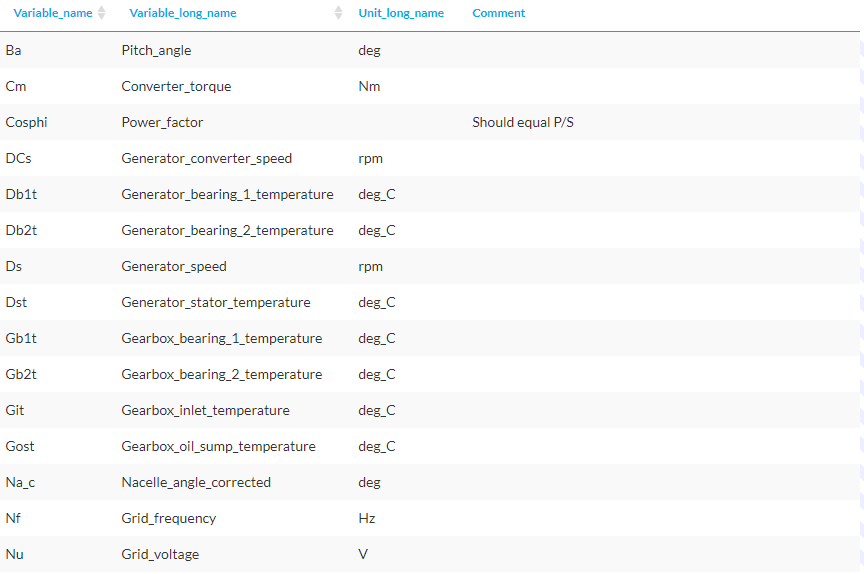 Variable_name Variable_long_name Unit_long_name Comment
Ba Pitch_angle deg
Cm Converter_torque Nm
Cosphi Power_factor Should equal P/S
DCs Generator_converter_speed rpm
Db1t Generator_bearing_1_temperature deg_C
Db2t Generator_bearing_2_temperature deg_C
Ds Generator_speed rpm
Dst Generator_stator_temperature deg_C
Gb1t Gearbox_bearing_1_temperature deg_C
Gb2t Gearbox_bearing_2_temperature deg_C
Git Gearbox_inlet_temperature deg_C
Gost Gearbox_oil_sump_temperature deg_C
Na_c Nacelle_angle_corrected deg
Nf Grid_frequency Hz
Nu Grid_voltage V